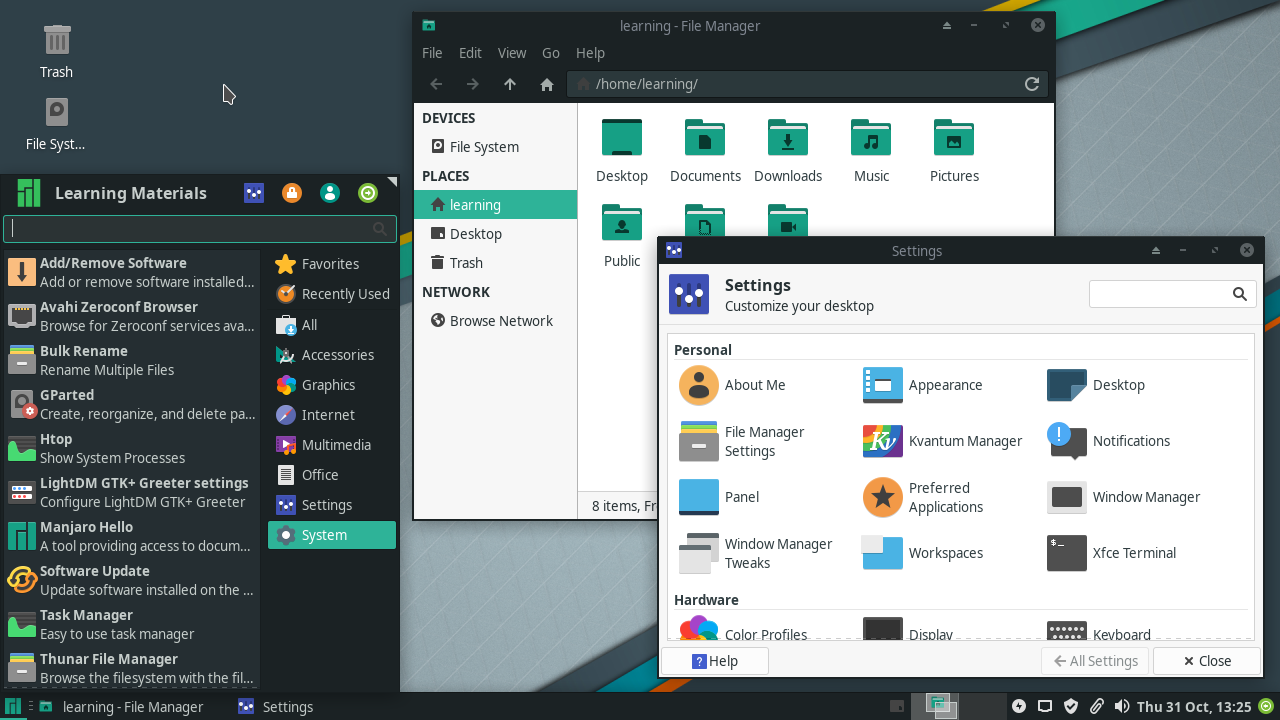 Trash
File Syst...
learning - File Manager
File Edit View Go Help
/home/learning/
DEVICES
File System
PLACES
learning
Desktop
Trash
NETWORK
Browse Network
Desktop
Documents
Downloads
Music
Pictures
Public
8 items, Fr
Learning Materials
Add/Remove Software
Add or remove software installed...
Avahi Zeroconf Browser
Browse for Zeroconf services ava...
Bulk Rename
Rename Multiple Files
GParted
Create, reorganize, and delete pa...
Htop
Show System Processes
LightDM GTK+ Greeter settings
Configure LightDM GTK+ Greeter
Manjaro Hello
A tool providing access to docum...
Software Update
Update software installed on the ...
Task Manager
Easy to use task manager
Thunar File Manager
Browse the filesystem with the fil...
Favorites
Recently Used
All
Accessories
Graphics
Internet
Multimedia
Office
Settings
System
Settings
Settings
Customize your desktop
Personal
About Me
Appearance
Desktop
File Manager
Settings
Kv
Kvantum Manager
!
Notifications
Panel
Preferred
Applications
Window Manager
Window Manager
Tweaks
Workspaces
$_
Xfce Terminal
Hardware
Color Profiles
Display
Keyboard
? Help
All Settings
Close
learning - File Manager
Settings
Thu 31 Oct, 13:25